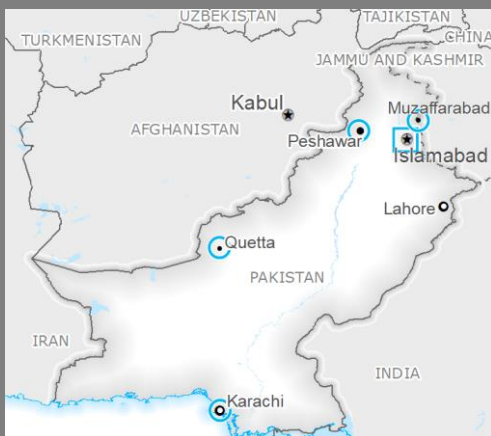 UZBEKISTAN
TAJIKISTAN
TURKMENISTAN
CHINA
JAMMU AND KASHMIR
Kabul
Muzaffarabad
AFGHANISTAN
Peshawar
Islamabad
Lahore
Quetta
PAKISTAN
IRAN
INDIA
Karachi